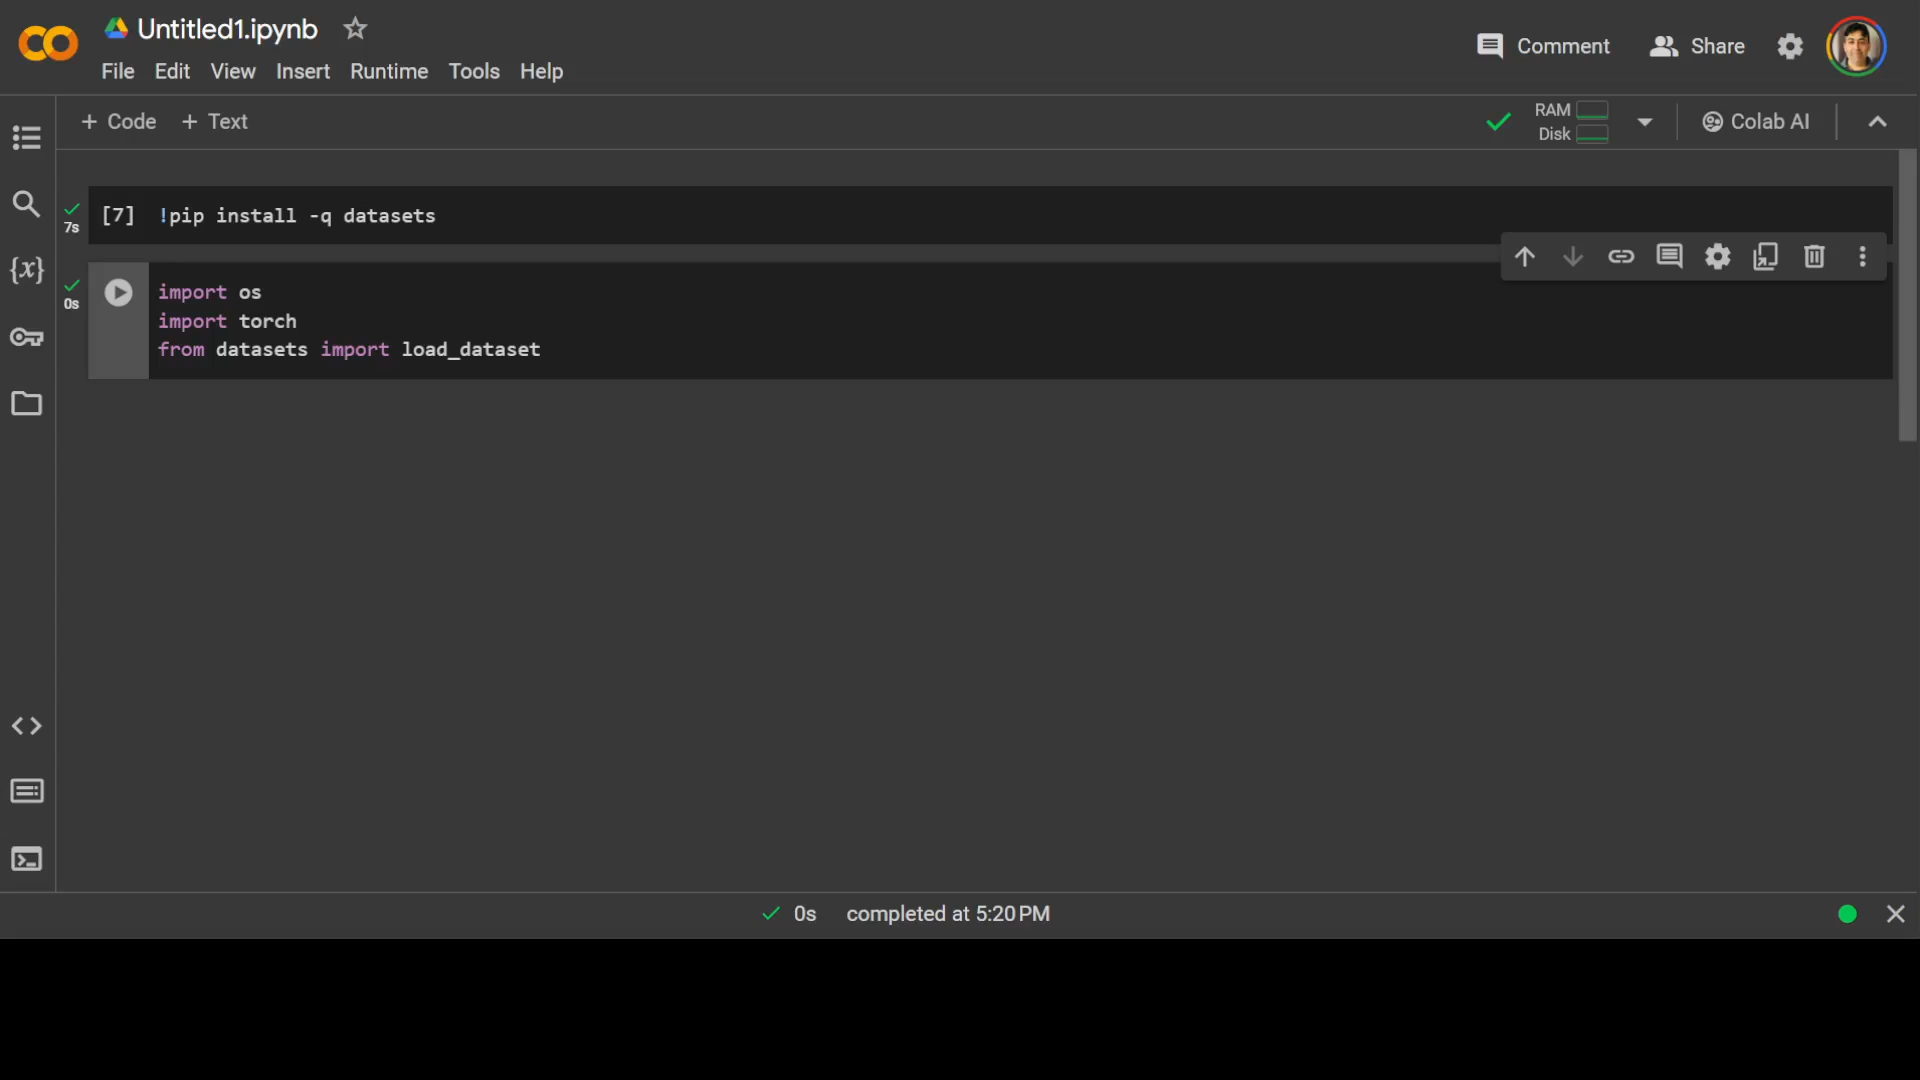 Untitled1.ipynb
File Edit View Insert Runtime Tools Help
Comment Share
+ Code + Text
RAM
Disk
Colab AI
7s
[7] !pip install -q datasets
0s
import os
import torch
from datasets import load_dataset
{x}
0s completed at 5:20 PM